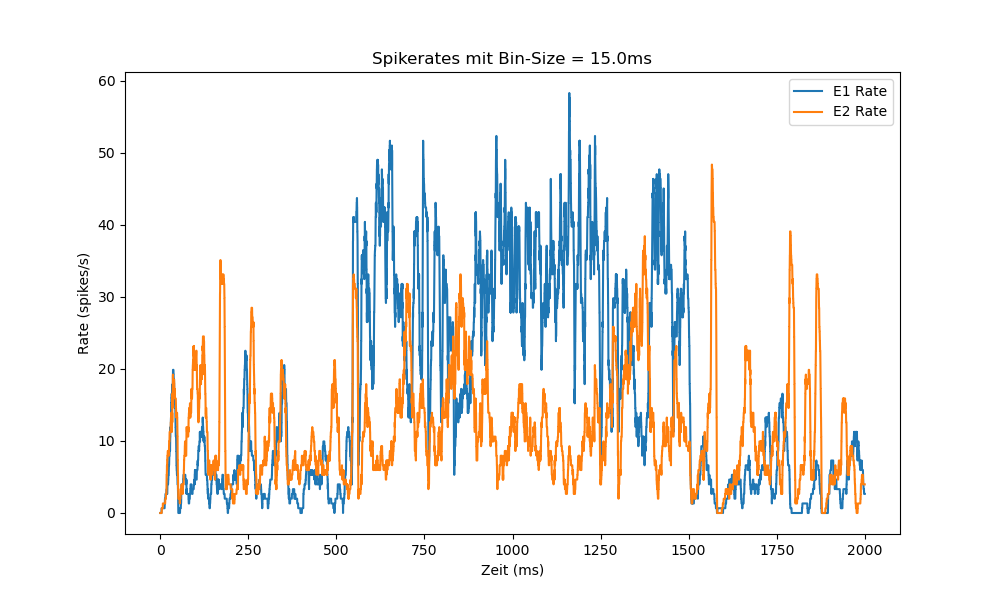 Spikerates mit Bin-Size = 15.0ms
E1 Rate
E2 Rate
60
50
40
30
20
10
0
Rate (spikes/s)
0 250 500 750 1000 1250 1500 1750 2000
Zeit (ms)